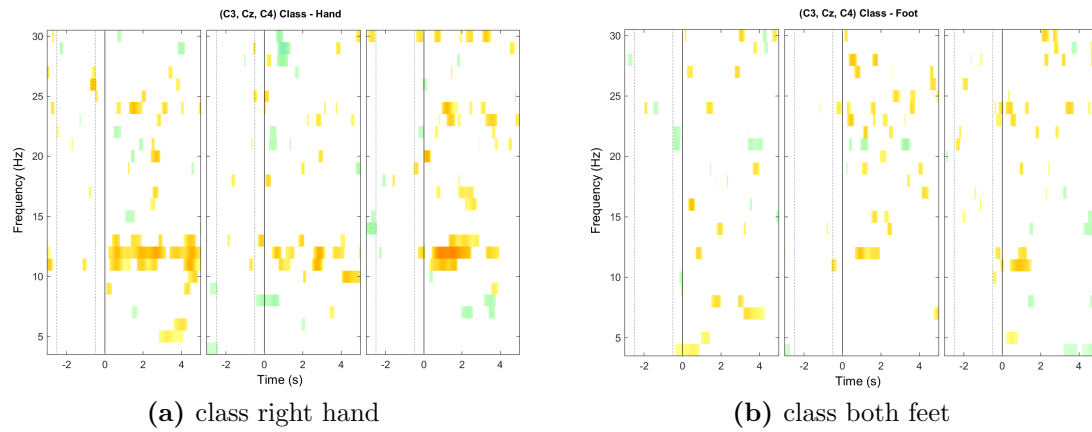 (C3, Cz, C4) Class - Hand
30
25
20
15
10
5
Frequency (Hz)
-2 0 2 4 -2 0 2 4 -2 0 2 4
Time (s)
(a) class right hand
(C3, Cz, C4) Class - Foot
30
25
20
15
10
5
Frequency (Hz)
-2 0 2 4 -2 0 2 4 -2 0 2 4
Time (s)
(b) class both feet